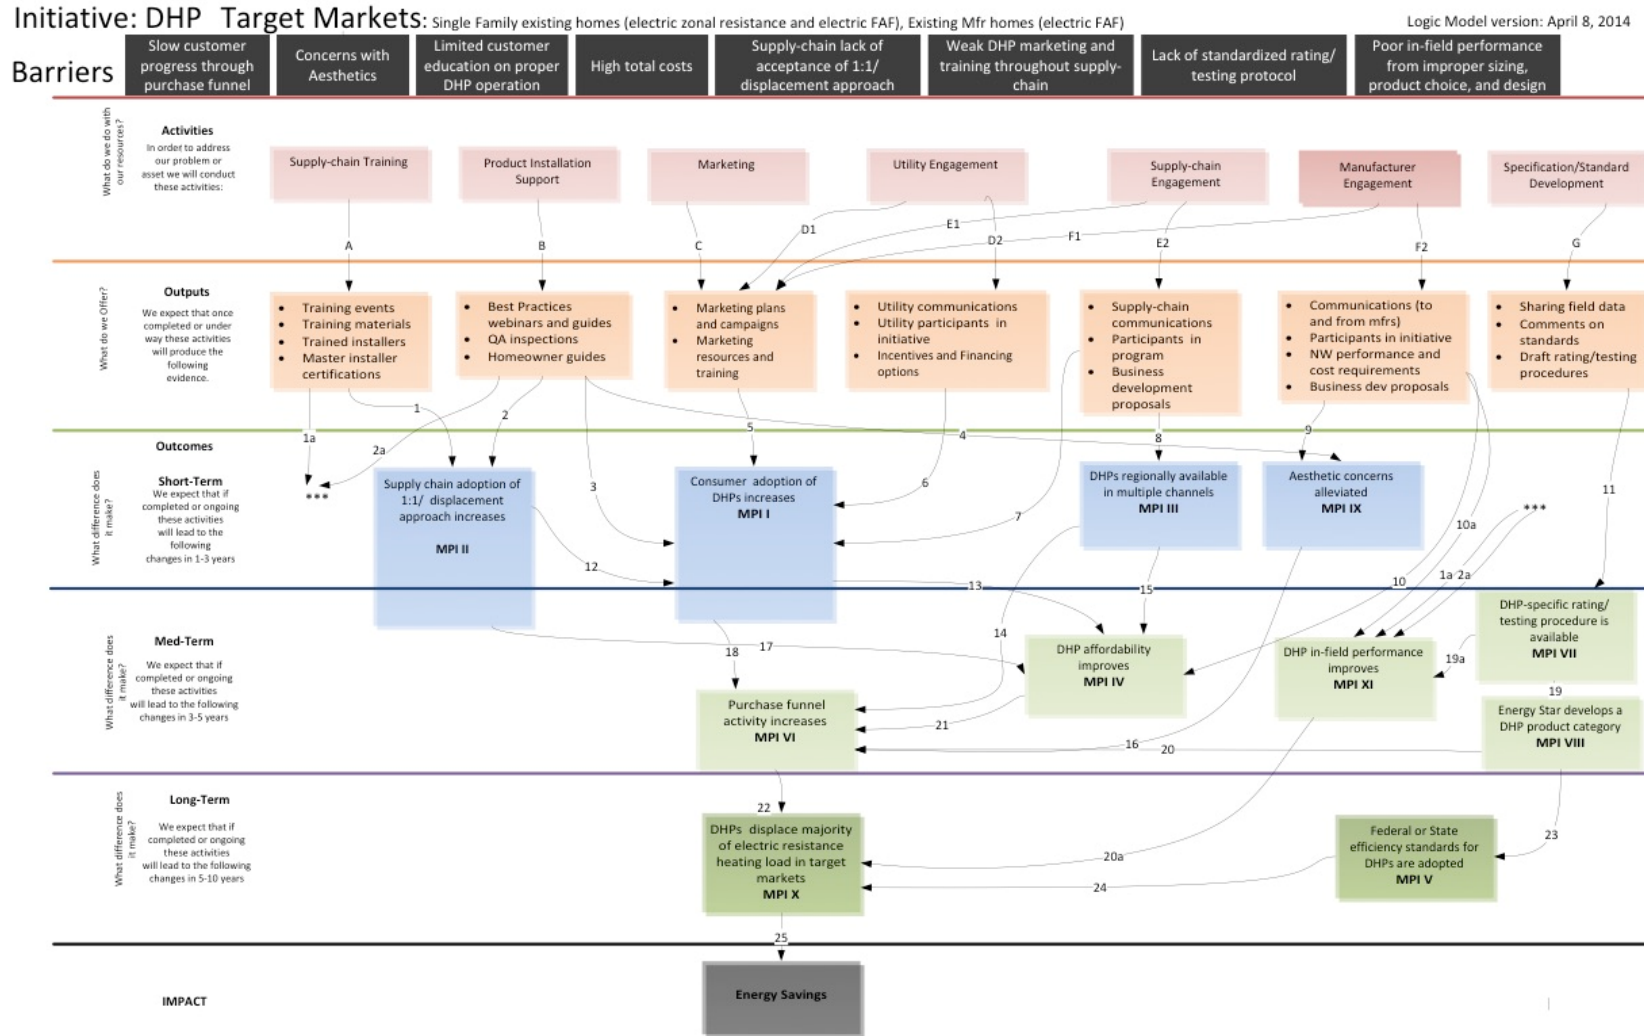 Initiative: DHP Target Markets: Single Family existing homes (electric zonal resistance and electric FAF), Existing Mfr homes (electric FAF)
Logic Model version: April 8, 2014
Barriers
Slow customer
progress through
purchase funnel
Concerns with
Aesthetics
Limited customer
education on proper
DHP operation
High total costs
Supply-chain lack of
acceptance of 1:1/
displacement approach
Weak DHP marketing and
training throughout supply-
chain
Lack of standardized rating/
testing protocol
Poor in-field performance
from improper sizing,
product choice, and design
What do we do with
our resources?
Activities
In order to address
our problem or
asset we will conduct
these activities:
Supply-chain Training
Product Installation
Support
Marketing
Utility Engagement
Supply-chain
Engagement
Manufacturer
Engagement
Specification/Standard
Development
A
B
C
D1
E1
D2
F1
E2
F2
G
What do we Offer?
Outputs
We expect that once
completed or under
way these activities
will produce the
following
evidence.
• Training events
• Training materials
• Trained installers
• Master installer
certifications
• Best Practices
webinars and guides
• QA inspections
• Homeowner guides
• Marketing plans
and campaigns
• Marketing
resources and
training
• Utility communications
• Utility participants in
initiative
• Incentives and Financing
options
• Supply-chain
communications
• Participants in
program
• Business
development
proposals
• Communications (to
and from mfrs)
• Participants in initiative
• NW performance and
cost requirements
• Business dev proposals
• Sharing field data
• Comments on
standards
• Draft rating/testing
procedures
1
2
1a
2a
5
4
8
9
3
6
7
10a
11
Outcomes
What difference does
it make?
Short-Term
We expect that if
completed or ongoing
these activities
will lead to the
following
changes in 1-3 years
***
Supply chain adoption of
1:1/ displacement
approach increases
MPI II
Consumer adoption of
DHPs increases
MPI I
DHPs regionally available
in multiple channels
MPI III
Aesthetic concerns
alleviated
MPI IX
***
12
13
15
10
1a
2a
What difference does
it make?
Med-Term
We expect that if
completed or ongoing
these activities
will lead to the following
changes in 3-5 years
17
18
14
DHP affordability
improves
MPI IV
DHP in-field performance
improves
MPI XI
19a
DHP-specific rating/
testing procedure is
available
MPI VII
19
Purchase funnel
activity increases
MPI VI
21
16
20
Energy Star develops a
DHP product category
MPI VIII
What difference does
it make?
Long-Term
We expect that if
completed or ongoing
these activities
will lead to the following
changes in 5-10 years
22
DHPs displace majority
of electric resistance
heating load in target
markets
MPI X
20a
24
Federal or State
efficiency standards for
DHPs are adopted
MPI V
23
25
IMPACT
Energy Savings